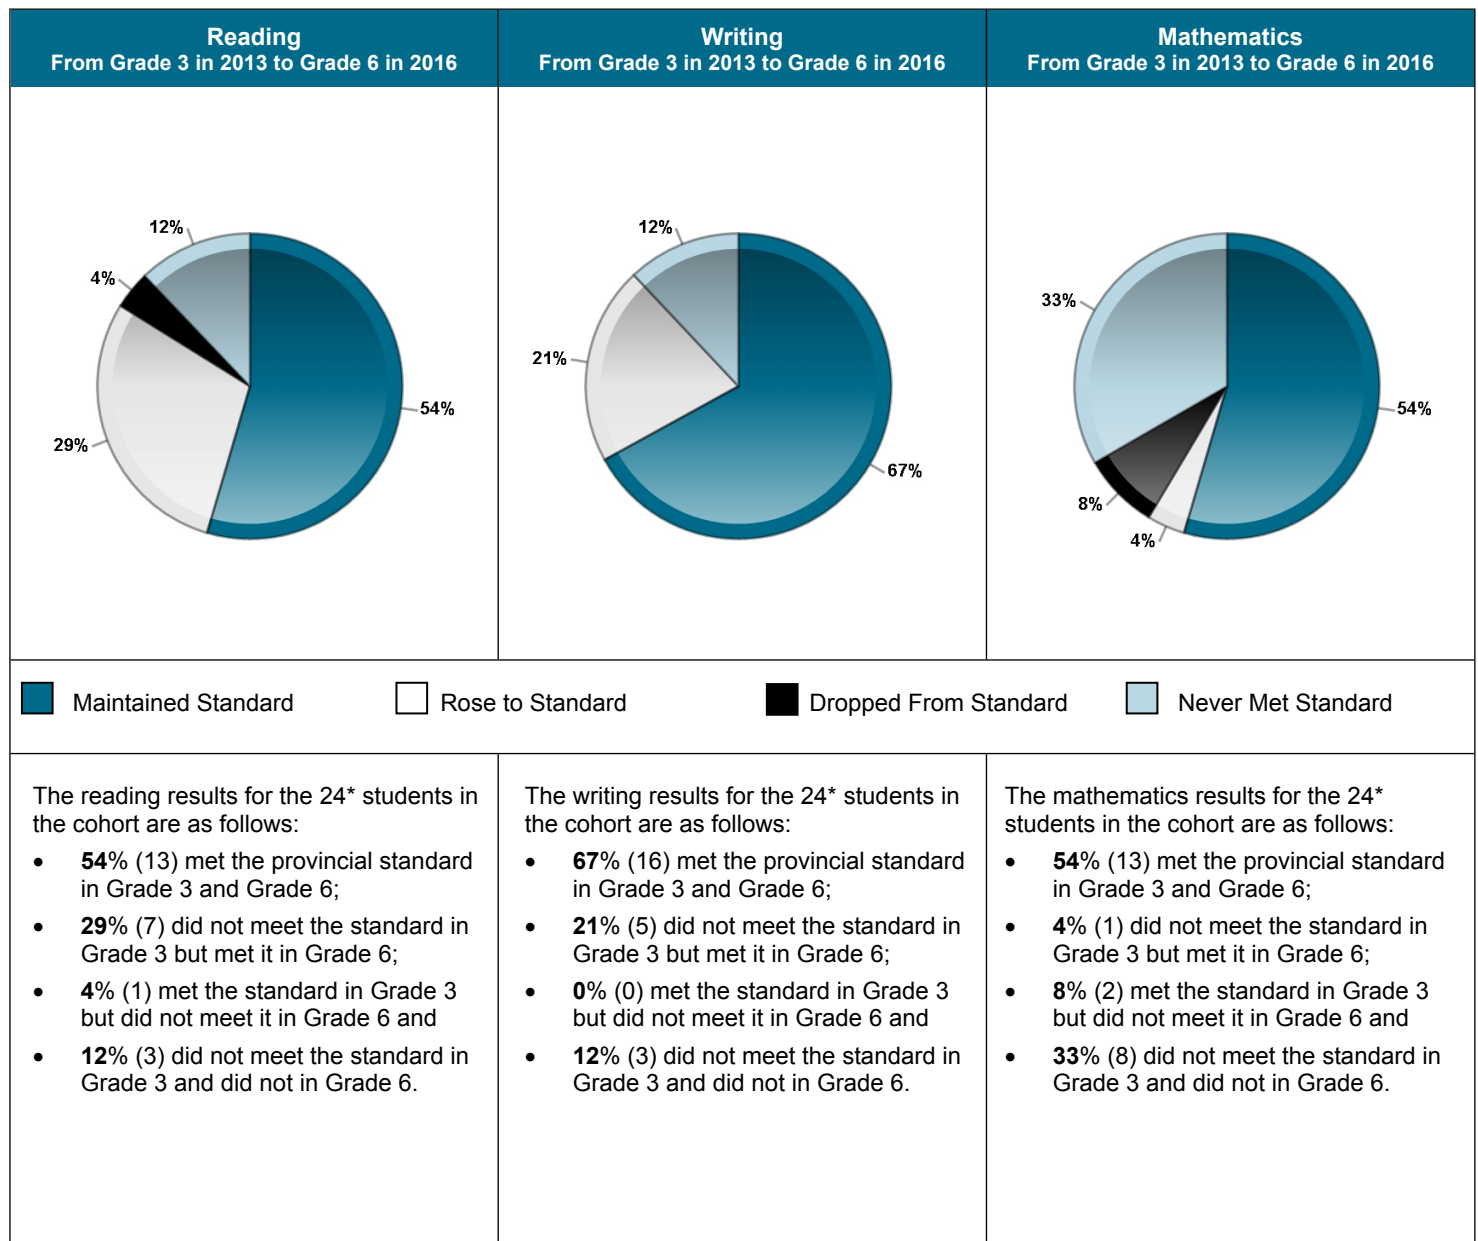 Reading
From Grade 3 in 2013 to Grade 6 in 2016
Writing
From Grade 3 in 2013 to Grade 6 in 2016
Mathematics
From Grade 3 in 2013 to Grade 6 in 2016
12%
4%
29%
54%
12%
21%
67%
33%
8%
4%
54%
Maintained Standard
Rose to Standard
Dropped From Standard
Never Met Standard
The reading results for the 24* students in
the cohort are as follows:
• 54% (13) met the provincial standard
in Grade 3 and Grade 6;
• 29% (7) did not meet the standard in
Grade 3 but met it in Grade 6;
• 4% (1) met the standard in Grade 3
but did not meet it in Grade 6 and
• 12% (3) did not meet the standard in
Grade 3 and did not in Grade 6.
The writing results for the 24* students in
the cohort are as follows:
• 67% (16) met the provincial standard
in Grade 3 and Grade 6;
• 21% (5) did not meet the standard in
Grade 3 but met it in Grade 6;
• 0% (0) met the standard in Grade 3
but did not meet it in Grade 6 and
• 12% (3) did not meet the standard in
Grade 3 and did not in Grade 6.
The mathematics results for the 24*
students in the cohort are as follows:
• 54% (13) met the provincial standard
in Grade 3 and Grade 6;
• 4% (1) did not meet the standard in
Grade 3 but met it in Grade 6;
• 8% (2) met the standard in Grade 3
but did not meet it in Grade 6 and
• 33% (8) did not meet the standard in
Grade 3 and did not in Grade 6.